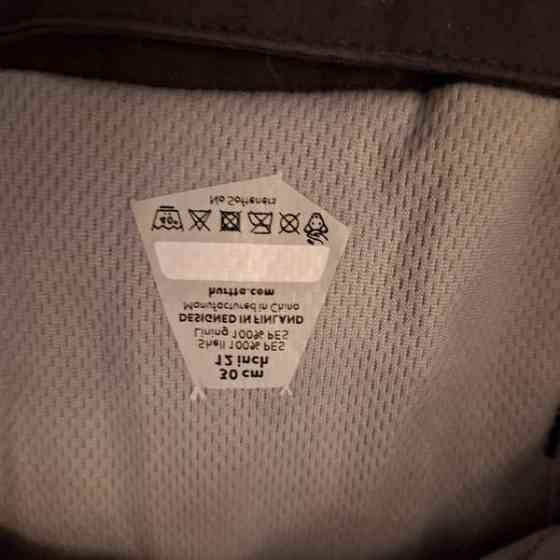 30 cm
12 inch
Shell 100% PES
Lining 100% PES
DESIGNED IN FINLAND
Manufactured in China
hurtta.com
40°
No Softeners